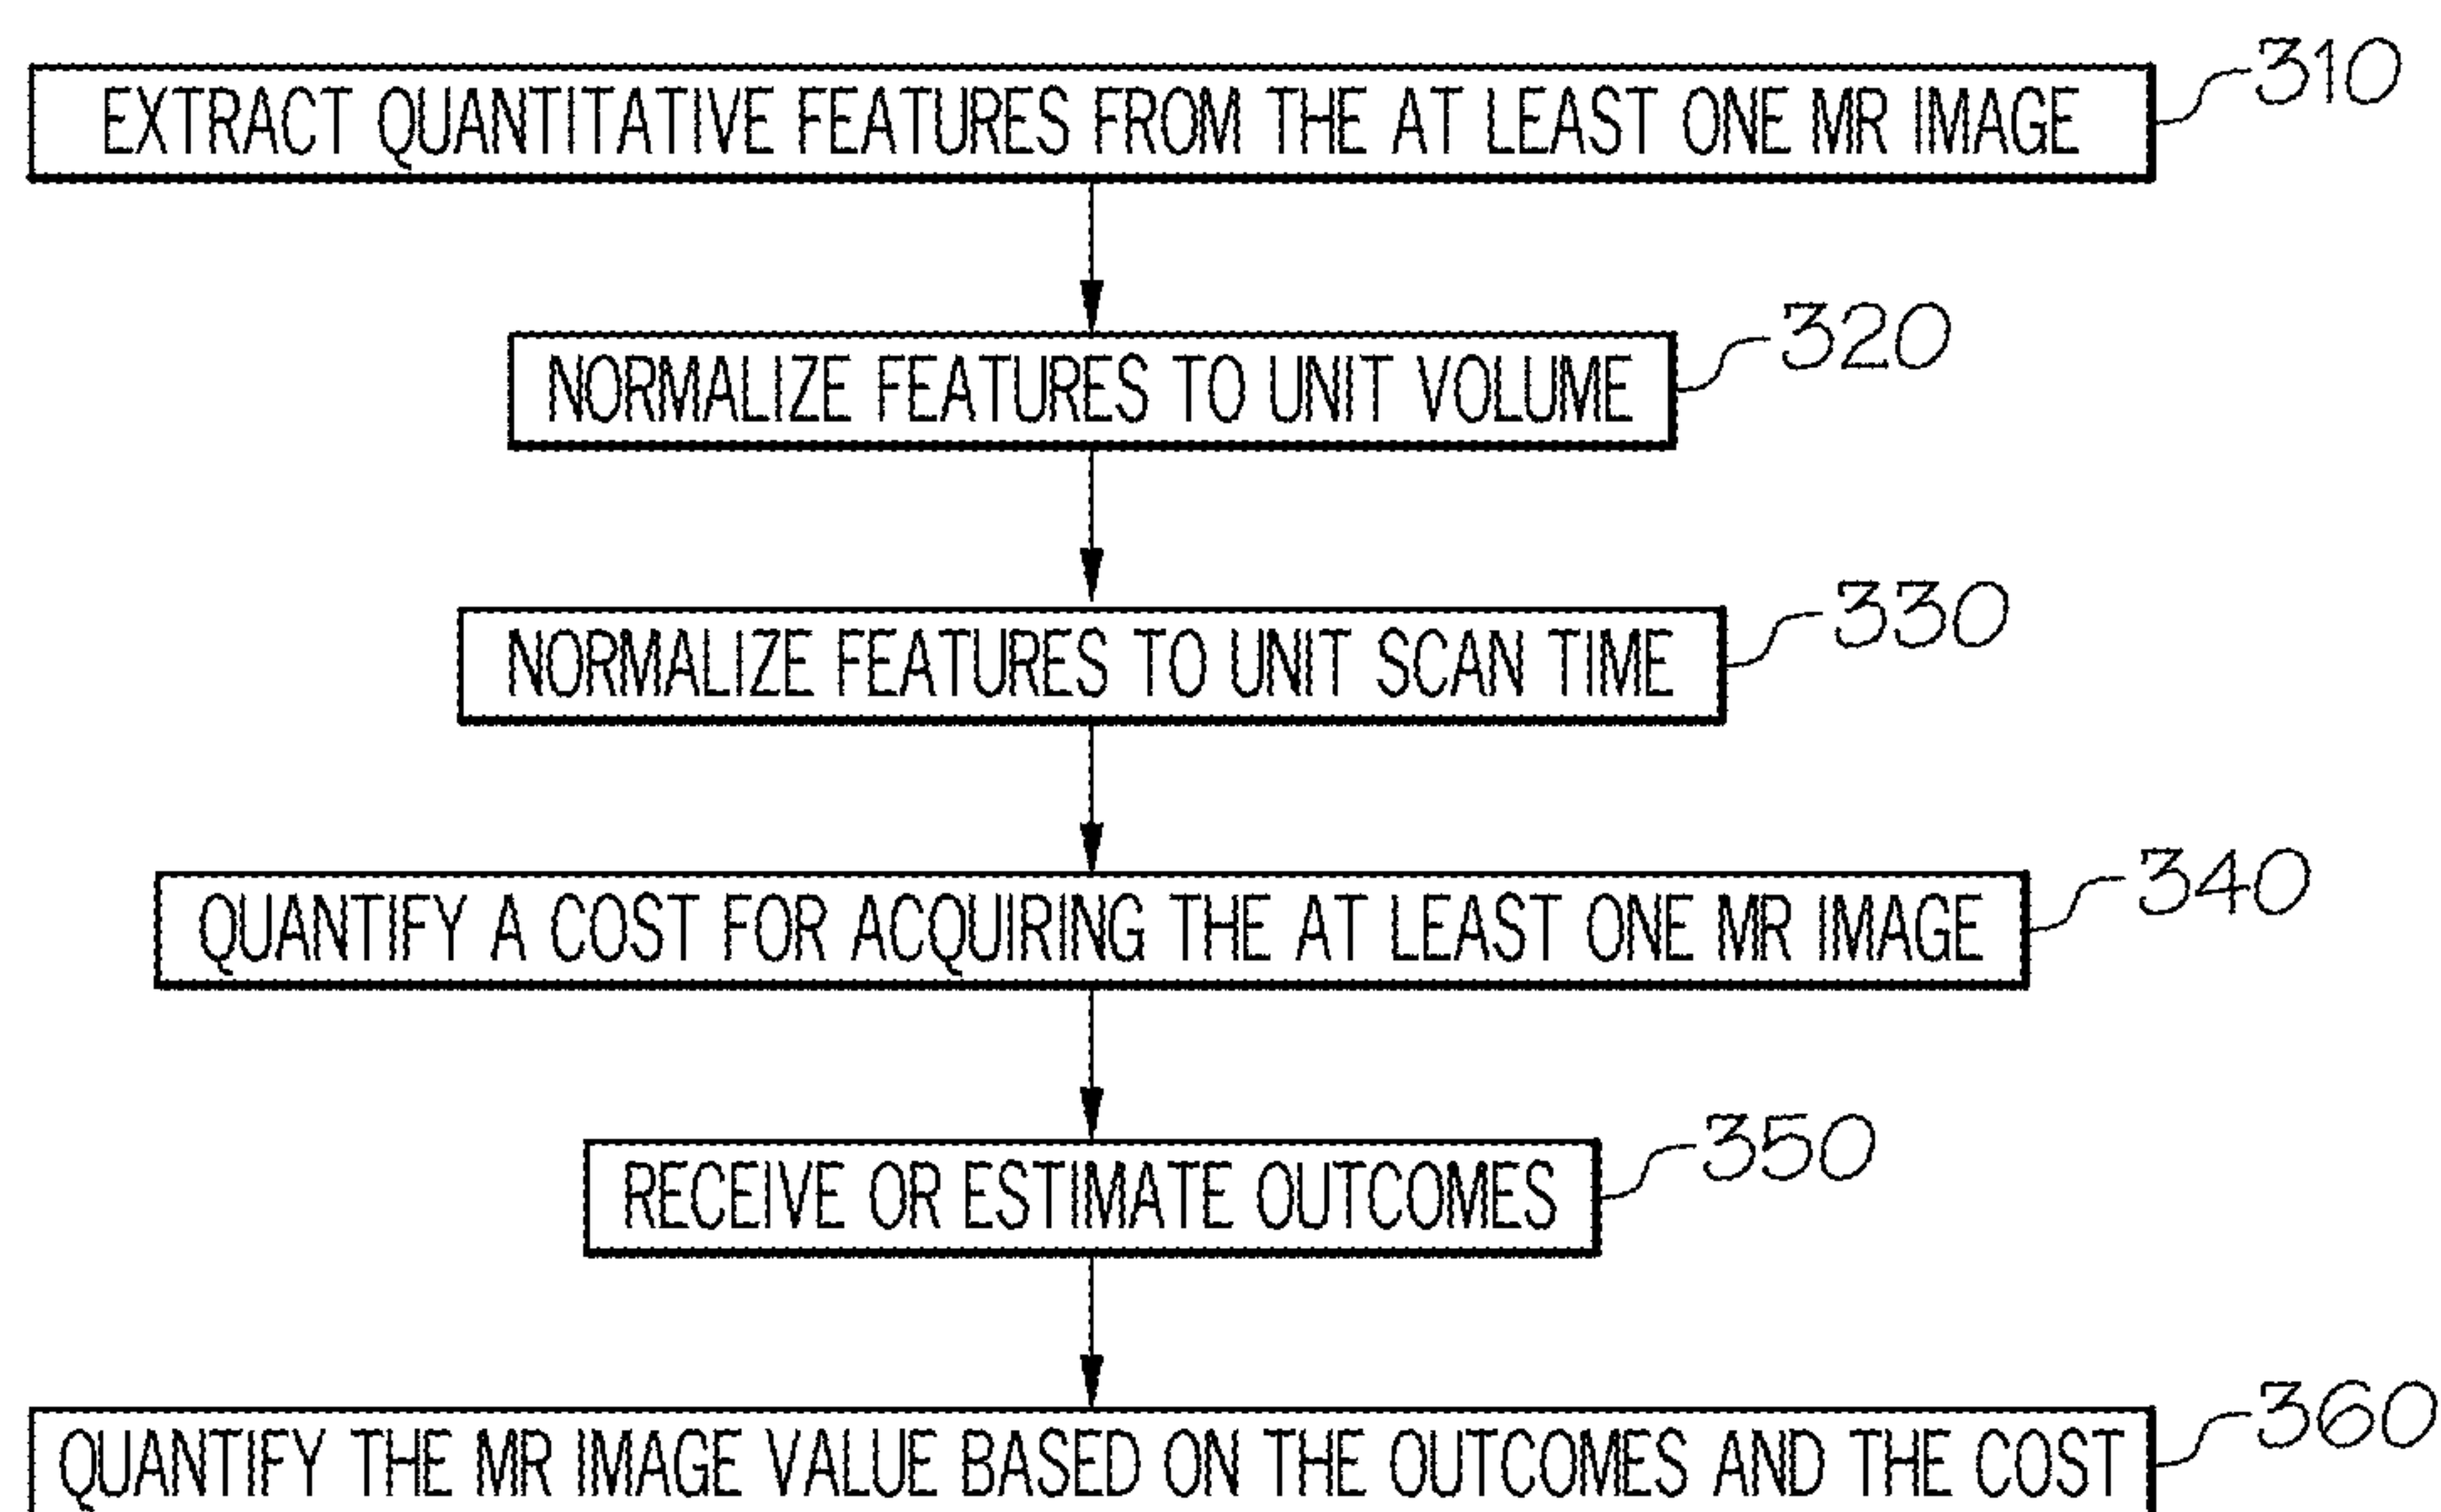 EXTRACT QUANTITATIVE FEATURES FROM THE AT LEAST ONE MR IMAGE 310
NORMALIZE FEATURES TO UNIT VOLUME 320
NORMALIZE FEATURES TO UNIT SCAN TIME 330
QUANTIFY A COST FOR ACQUIRING THE AT LEAST ONE MR IMAGE 340
RECEIVE OR ESTIMATE OUTCOMES 350
QUANTIFY THE MR IMAGE VALUE BASED ON THE OUTCOMES AND THE COST 360